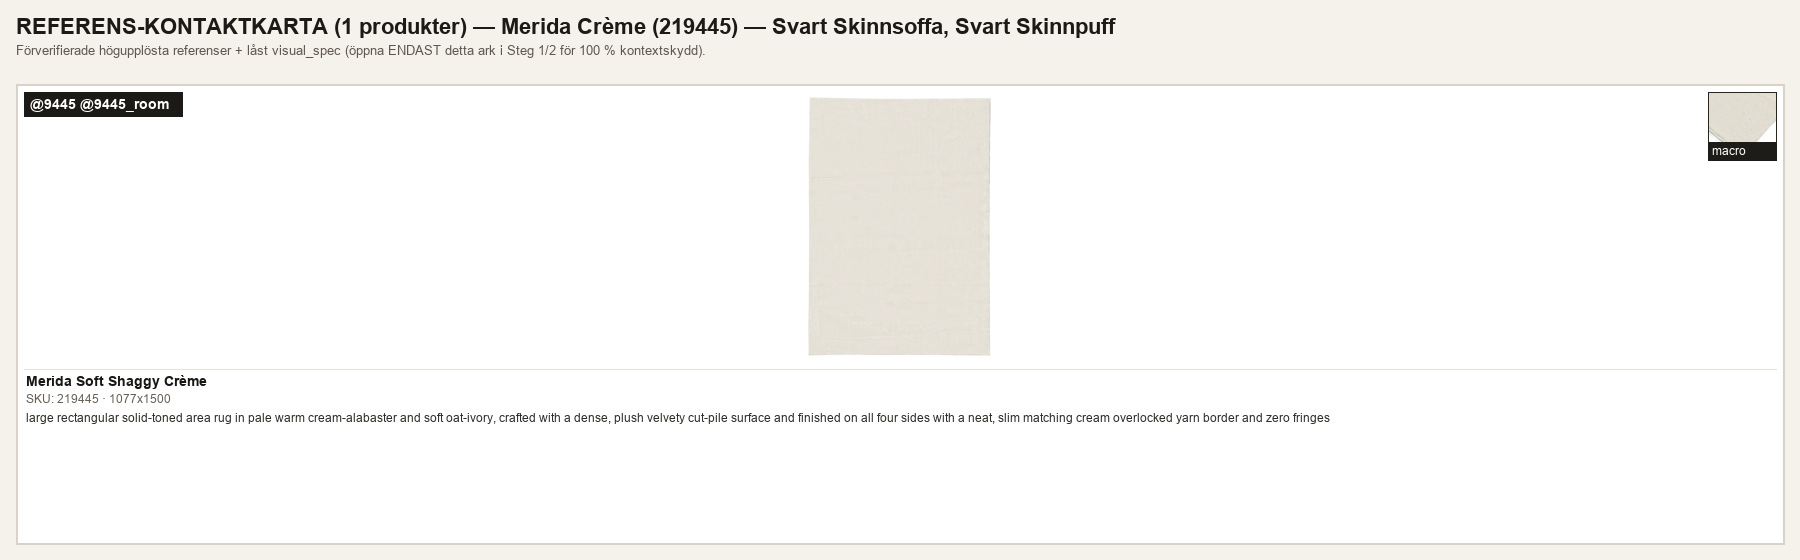 REFERENS-KONTAKTKARTA (1 produkter) — Merida Crème (219445) — Svart Skinnsoffa, Svart Skinnpuff
Förverifierade högupplösta referenser + låst visual_spec (öppna ENDAST detta ark i Steg 1/2 för 100 % kontextskydd).
@9445 @9445_room
macro
Merida Soft Shaggy Crème
SKU: 219445 · 1077x1500
large rectangular solid-toned area rug in pale warm cream-alabaster and soft oat-ivory, crafted with a dense, plush velvety cut-pile surface and finished on all four sides with a neat, slim matching cream overlocked yarn border and zero fringes